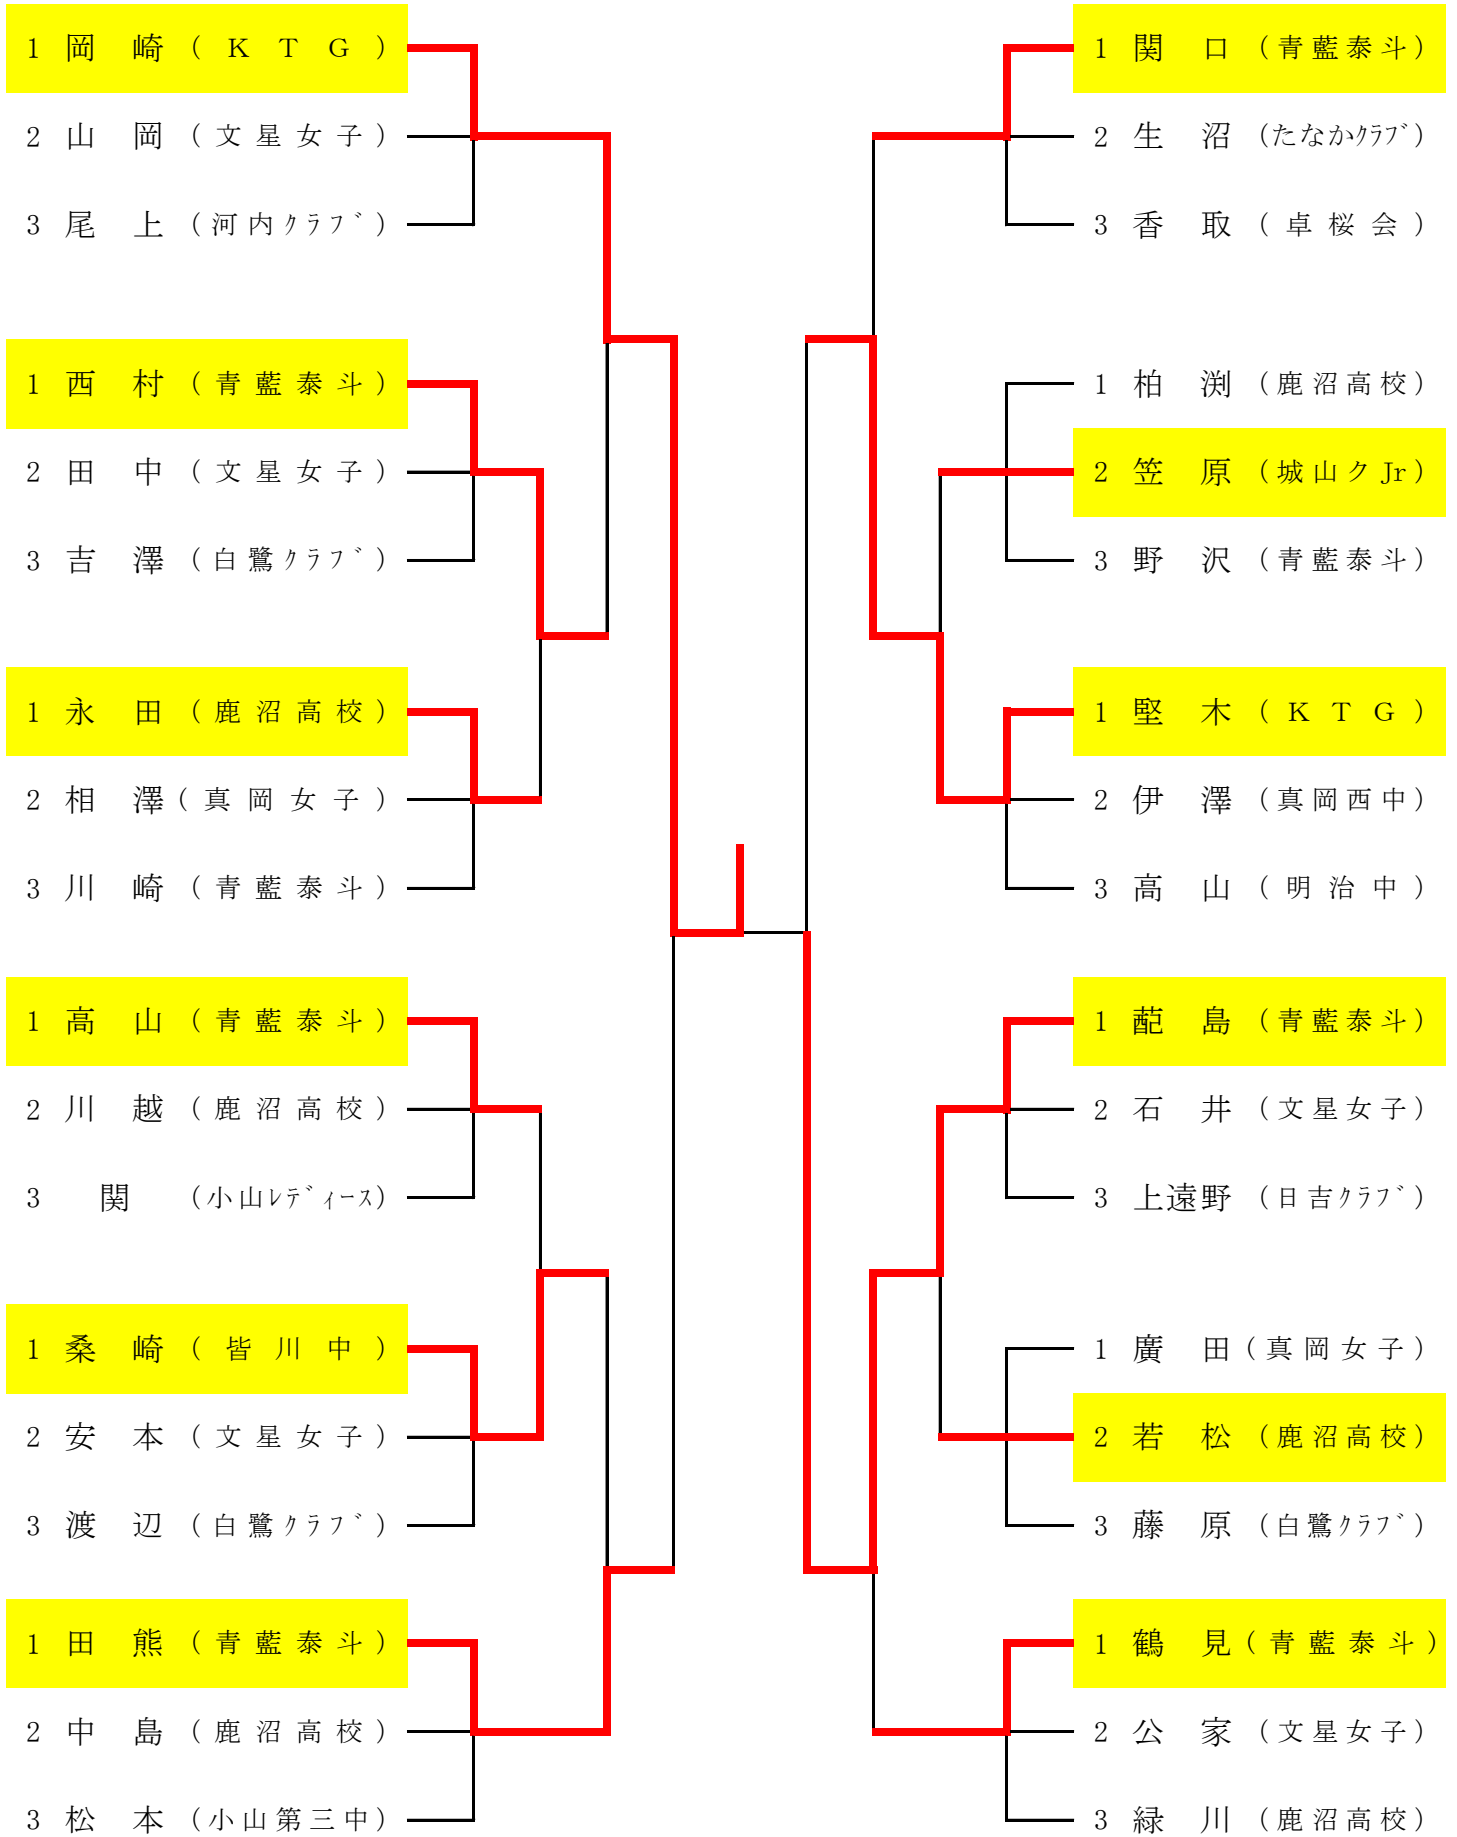 1 岡 崎 (ＫＴＧ)
2 山 岡 (文星女子)
3 尾 上 (河内ｸﾗﾌﾞ)
1 西 村 (青藍泰斗)
2 田 中 (文星女子)
3 吉 澤 (白鷺ｸﾗﾌﾞ)
1 永 田 (鹿沼高校)
2 相 澤 (真岡女子)
3 川 崎 (青藍泰斗)
1 高 山 (青藍泰斗)
2 川 越 (鹿沼高校)
3 関 (小山ﾚﾃﾞｨｰｽ)
1 桑 崎 (皆川中)
2 安 本 (文星女子)
3 渡 辺 (白鷺ｸﾗﾌﾞ)
1 田 熊 (青藍泰斗)
2 中 島 (鹿沼高校)
3 松 本 (小山第三中)
1 関 口 (青藍泰斗)
2 生 沼 (たなかｸﾗﾌﾞ)
3 香 取 (卓桜会)
1 柏 渕 (鹿沼高校)
2 笠 原 (城山クJr)
3 野 沢 (青藍泰斗)
1 堅 木 (ＫＴＧ)
2 伊 澤 (真岡西中)
3 高 山 (明治中)
1 蓜 島 (青藍泰斗)
2 石 井 (文星女子)
3 上遠野 (日吉ｸﾗﾌﾞ)
1 廣 田 (真岡女子)
2 若 松 (鹿沼高校)
3 藤 原 (白鷺ｸﾗﾌﾞ)
1 鶴 見 (青藍泰斗)
2 公 家 (文星女子)
3 緑 川 (鹿沼高校)